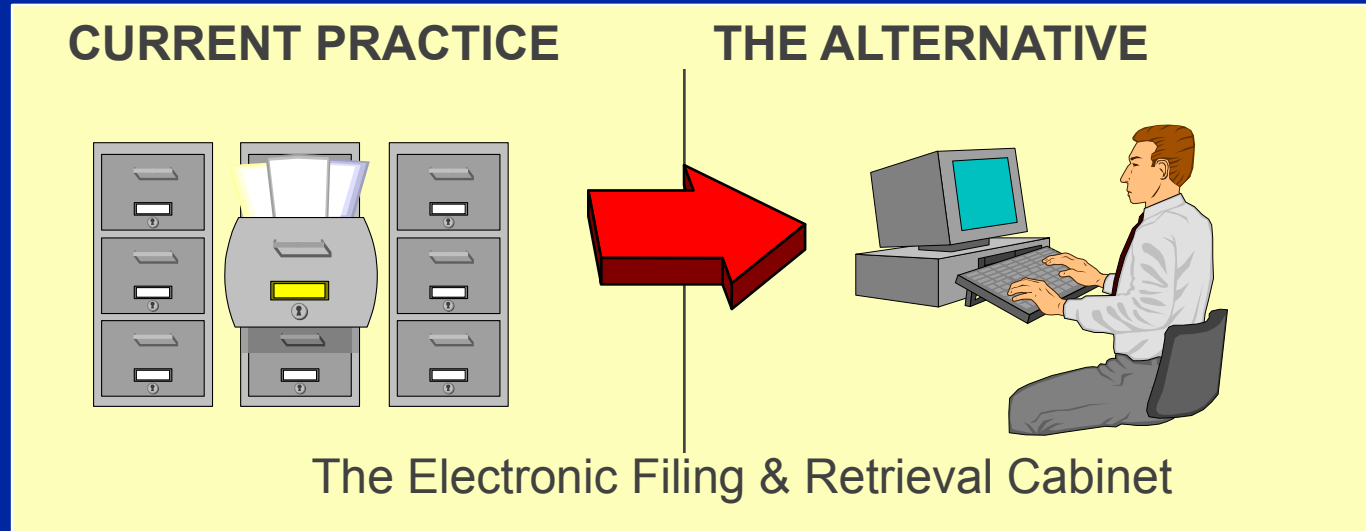 CURRENT PRACTICE
THE ALTERNATIVE
The Electronic Filing & Retrieval Cabinet